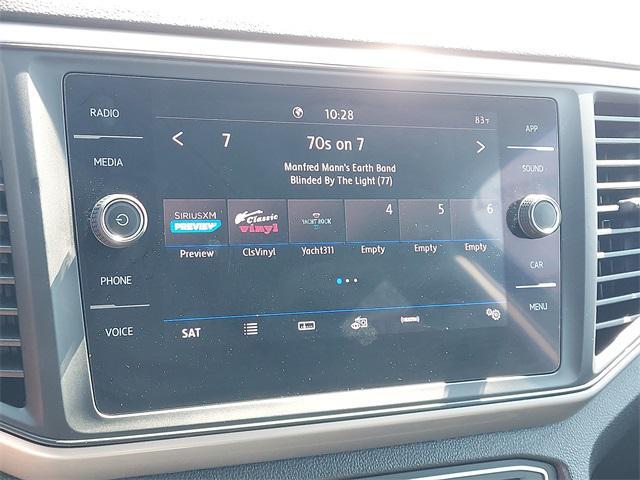 RADIO
MEDIA
PHONE
VOICE
10:28
83°F
7
70s on 7
Manfred Mann's Earth Band
Blinded By The Light (77)
SIRIUSXM
PREVIEW
Classic
vinyl
YACHT ROCK
4
5
6
Preview
ClsVinyl
Yacht311
Empty
Empty
Empty
SAT
APP
SOUND
CAR
MENU